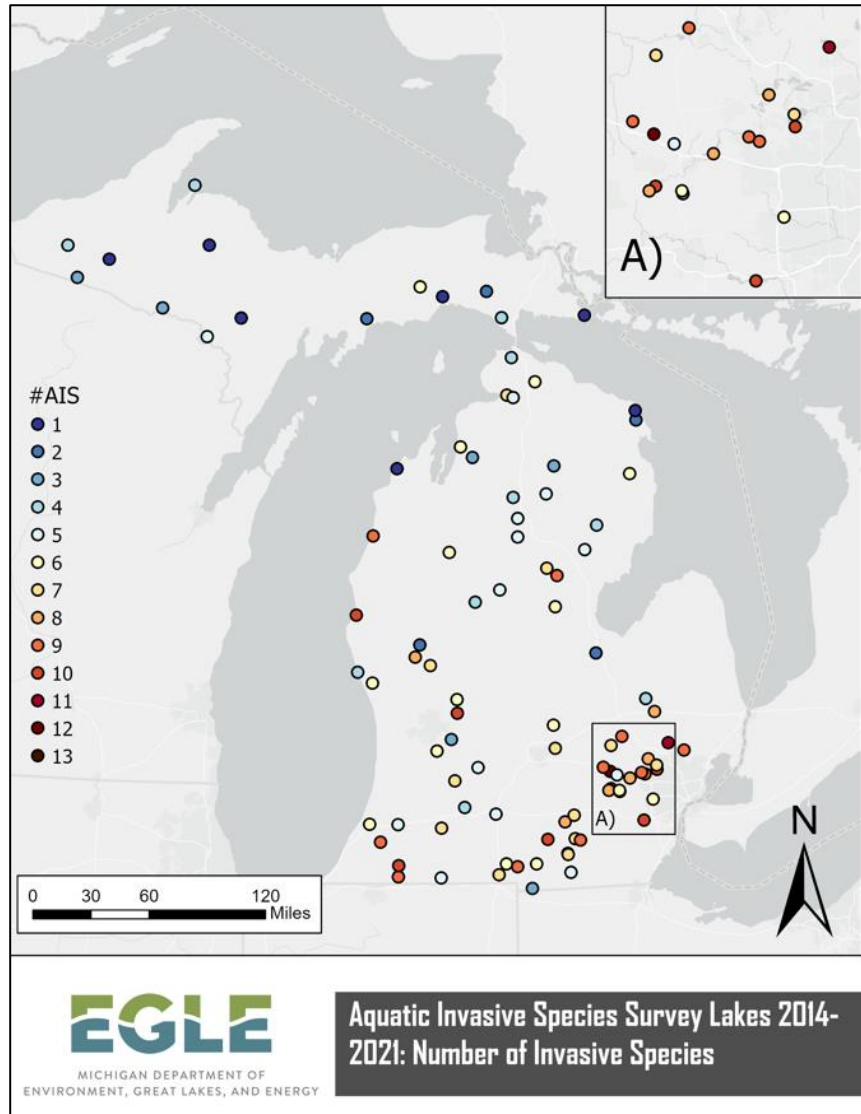 A)
#AIS
1
2
3
4
5
6
7
8
9
10
11
12
13
A)
N
0 30 60 120
Miles
EGLE
MICHIGAN DEPARTMENT OF
ENVIRONMENT, GREAT LAKES, AND ENERGY
Aquatic Invasive Species Survey Lakes 2014-
2021: Number of Invasive Species